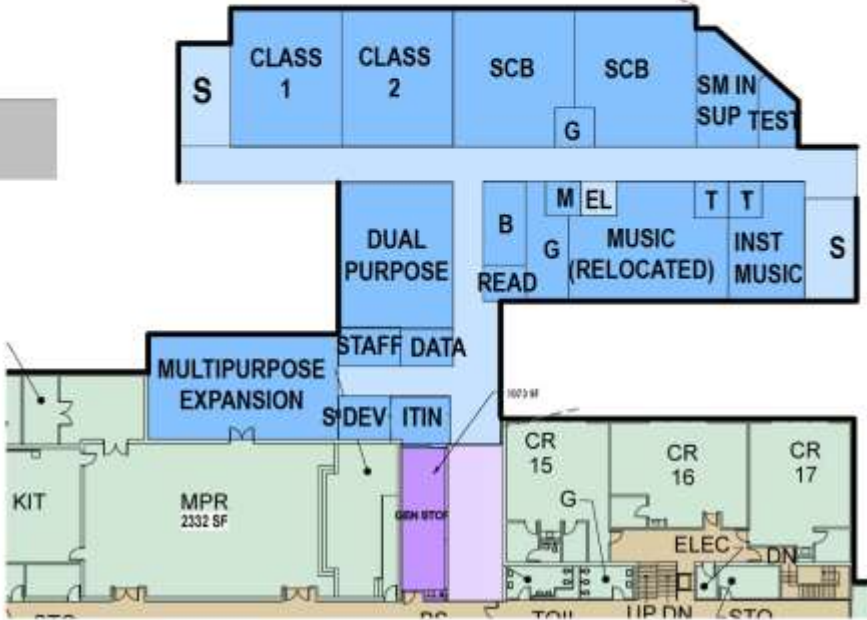 CLASS
1
CLASS
2
SCB
SCB
S
SM IN
SUP
TEST
G
M
EL
T
T
B
G
DUAL
PURPOSE
MUSIC
(RELOCATED)
INST
MUSIC
S
READ
STAFF
DATA
MULTIPURPOSE
EXPANSION
S'DEV
ITIN
CR
15
CR
16
CR
17
KIT
MPR
2332 SF
GEN STOR
G
ELEC
DN
UP DN